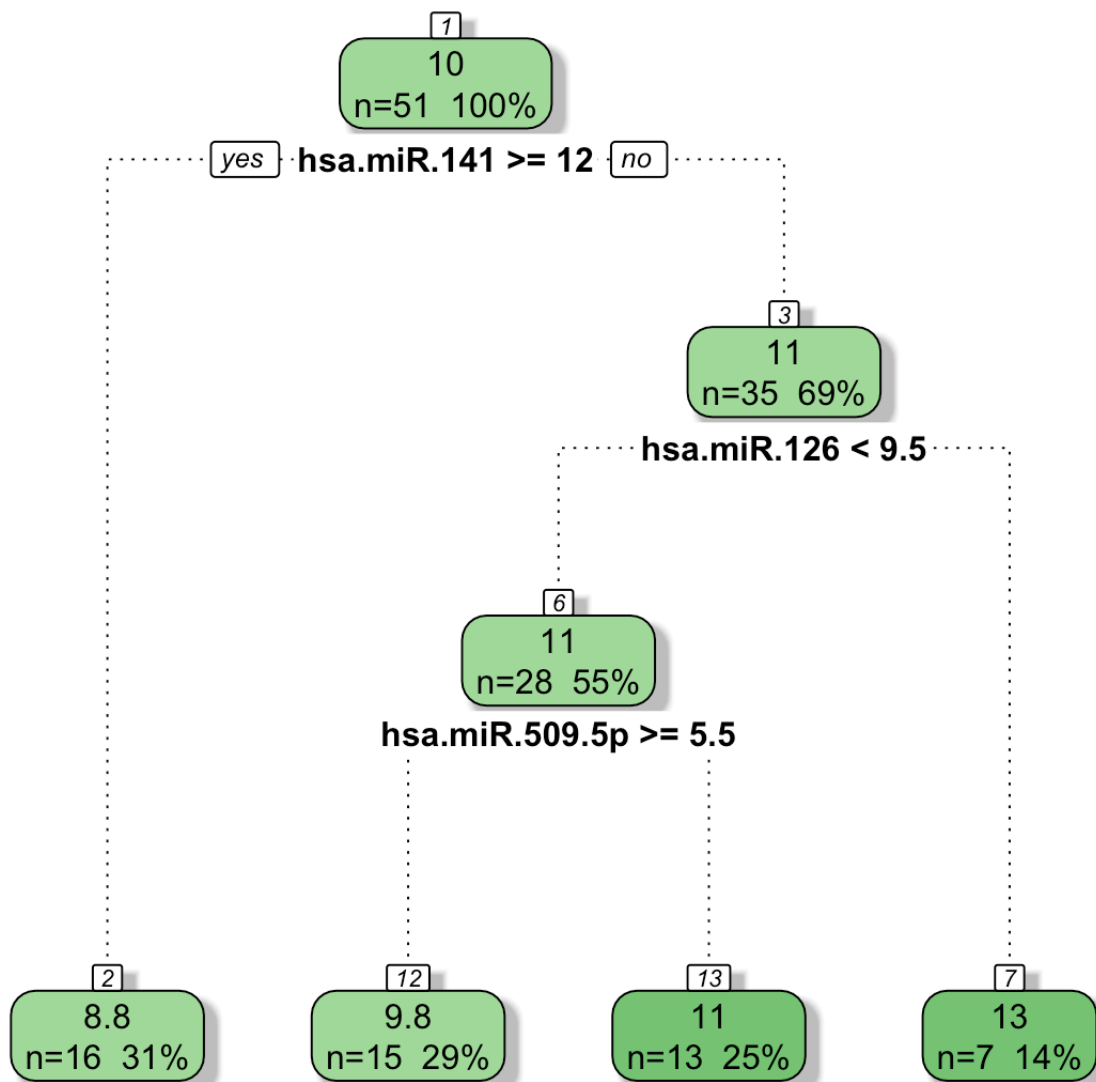 1
10
n=51 100%
yes hsa.miR.141 >= 12 no
3
11
n=35 69%
hsa.miR.126 < 9.5
6
11
n=28 55%
hsa.miR.509.5p >= 5.5
2
8.8
n=16 31%
12
9.8
n=15 29%
13
11
n=13 25%
7
13
n=7 14%